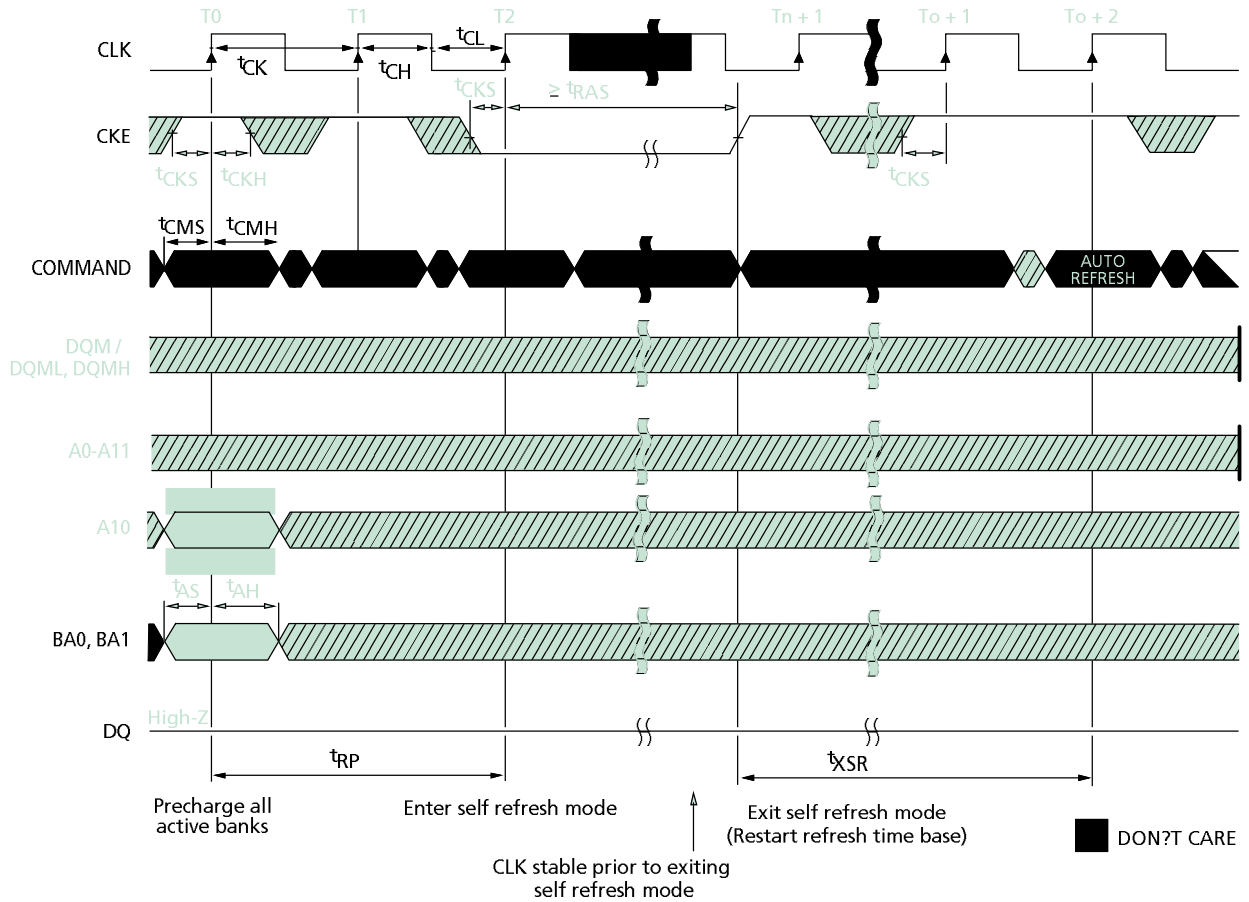 T0 T1 T2 Tn + 1 To + 1 To + 2
CLK
tCK tCH tCL
tCKS ≥ tRAS
CKE
tCKS tCKH tCKS
tCMS tCMH
COMMAND
AUTO
REFRESH
DQM /
DQML, DQMH
A0-A11
A10
tAS tAH
BA0, BA1
High-Z
DQ
tRP tXSR
Precharge all
active banks
Enter self refresh mode
Exit self refresh mode
(Restart refresh time base)
CLK stable prior to exiting
self refresh mode
DON?T CARE